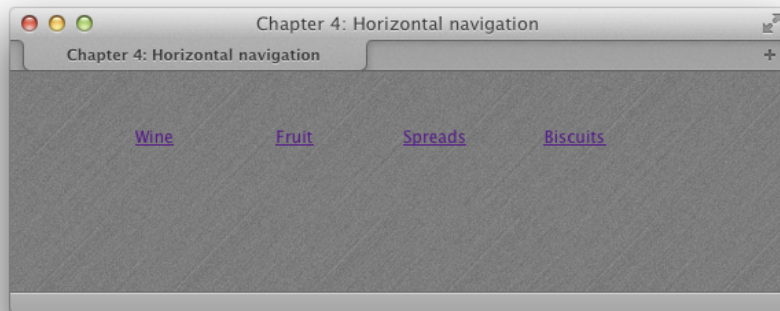 Chapter 4: Horizontal navigation
Chapter 4: Horizontal navigation
Wine Fruit Spreads Biscuits